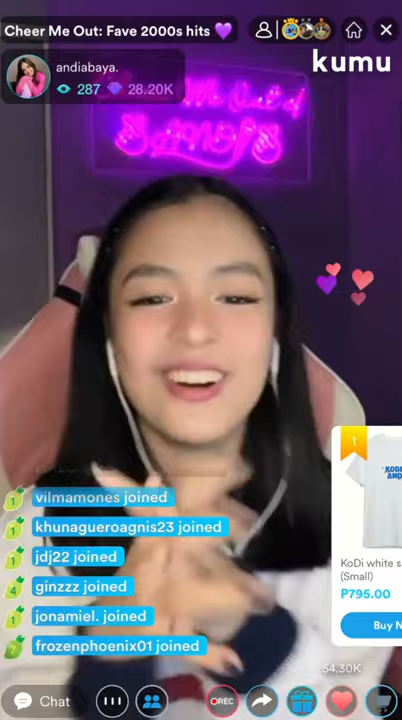 Cheer Me Out: Fave 2000s hits 💜
kumu
andiabaya.
287 28.20K
1
vilmamones joined
1 khunagueroagnis23 joined
1 jdj22 joined
4 ginzzz joined
1 jonamiel. joined
7 frozenphoenix01 joined
KoDi white s
(Small)
₱795.00
Buy N
54.30K
Chat
REC